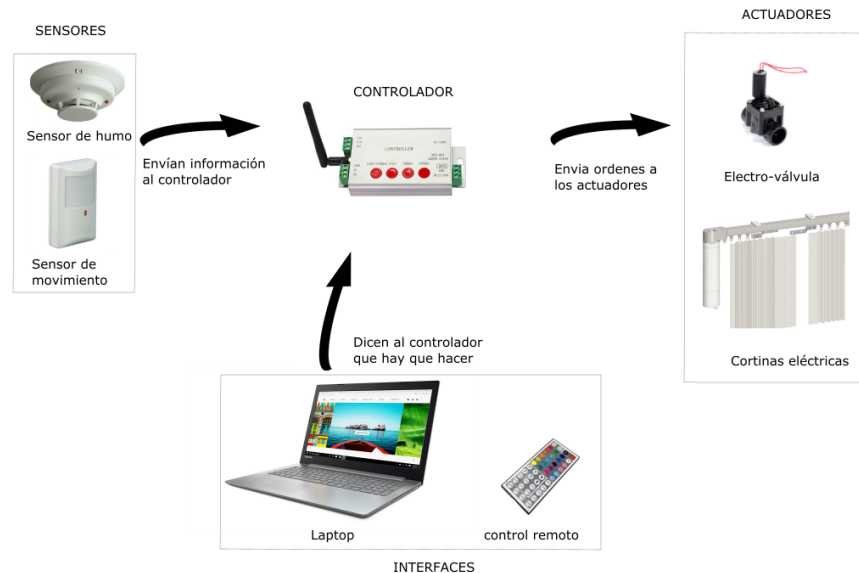 ACTUADORES
SENSORES
CONTROLADOR
Sensor de humo
Envían información
al controlador
CONTROLLER
Envia ordenes a
los actuadores
Electro-válvula
Sensor de
movimiento
Dicen al controlador
que hay que hacer
Cortinas eléctricas
Laptop
control remoto
INTERFACES